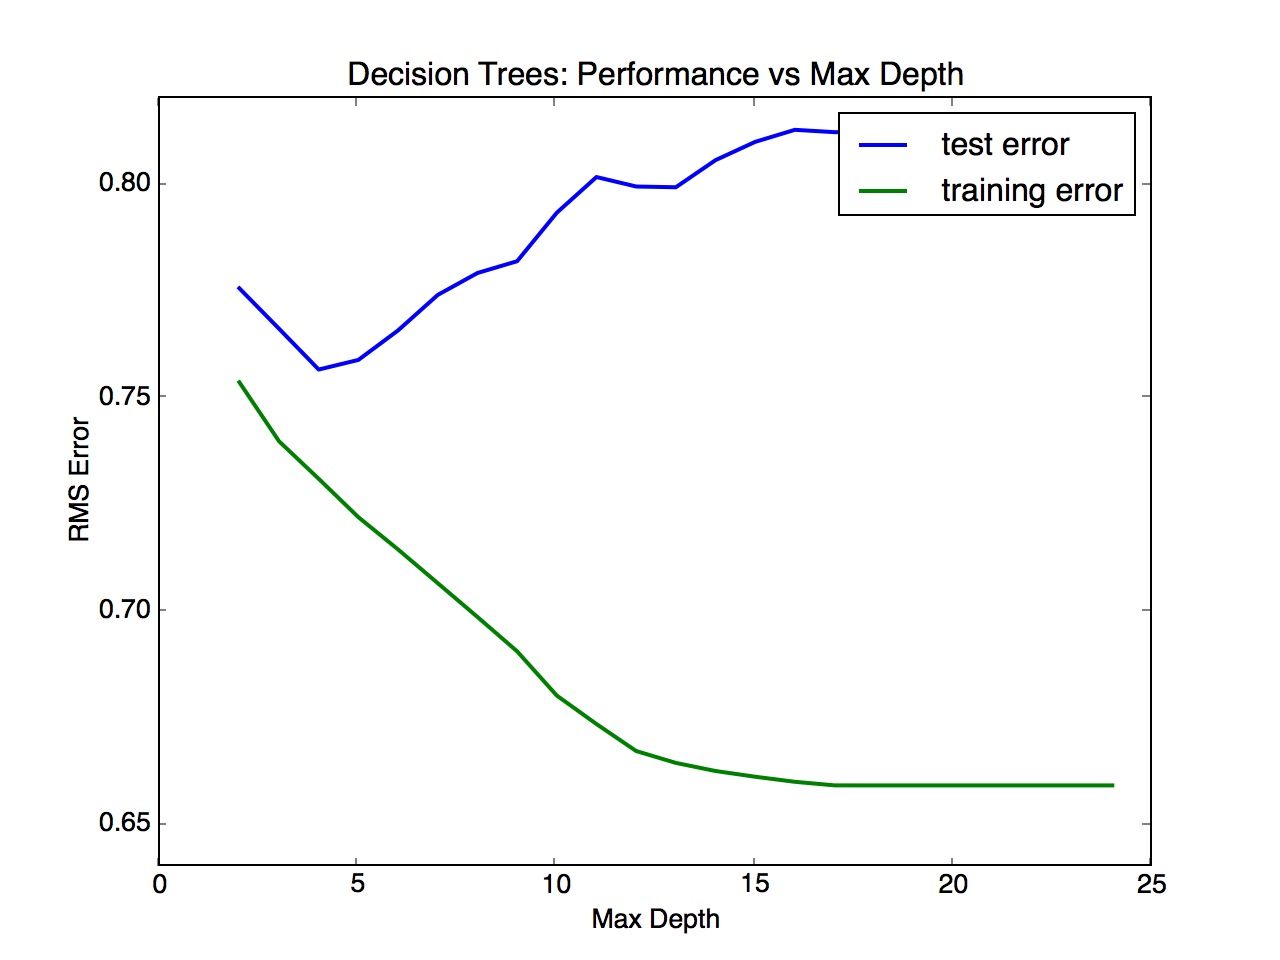 Decision Trees: Performance vs Max Depth
test error
training error
0.80
0.75
0.70
0.65
RMS Error
0 5 10 15 20 25
Max Depth